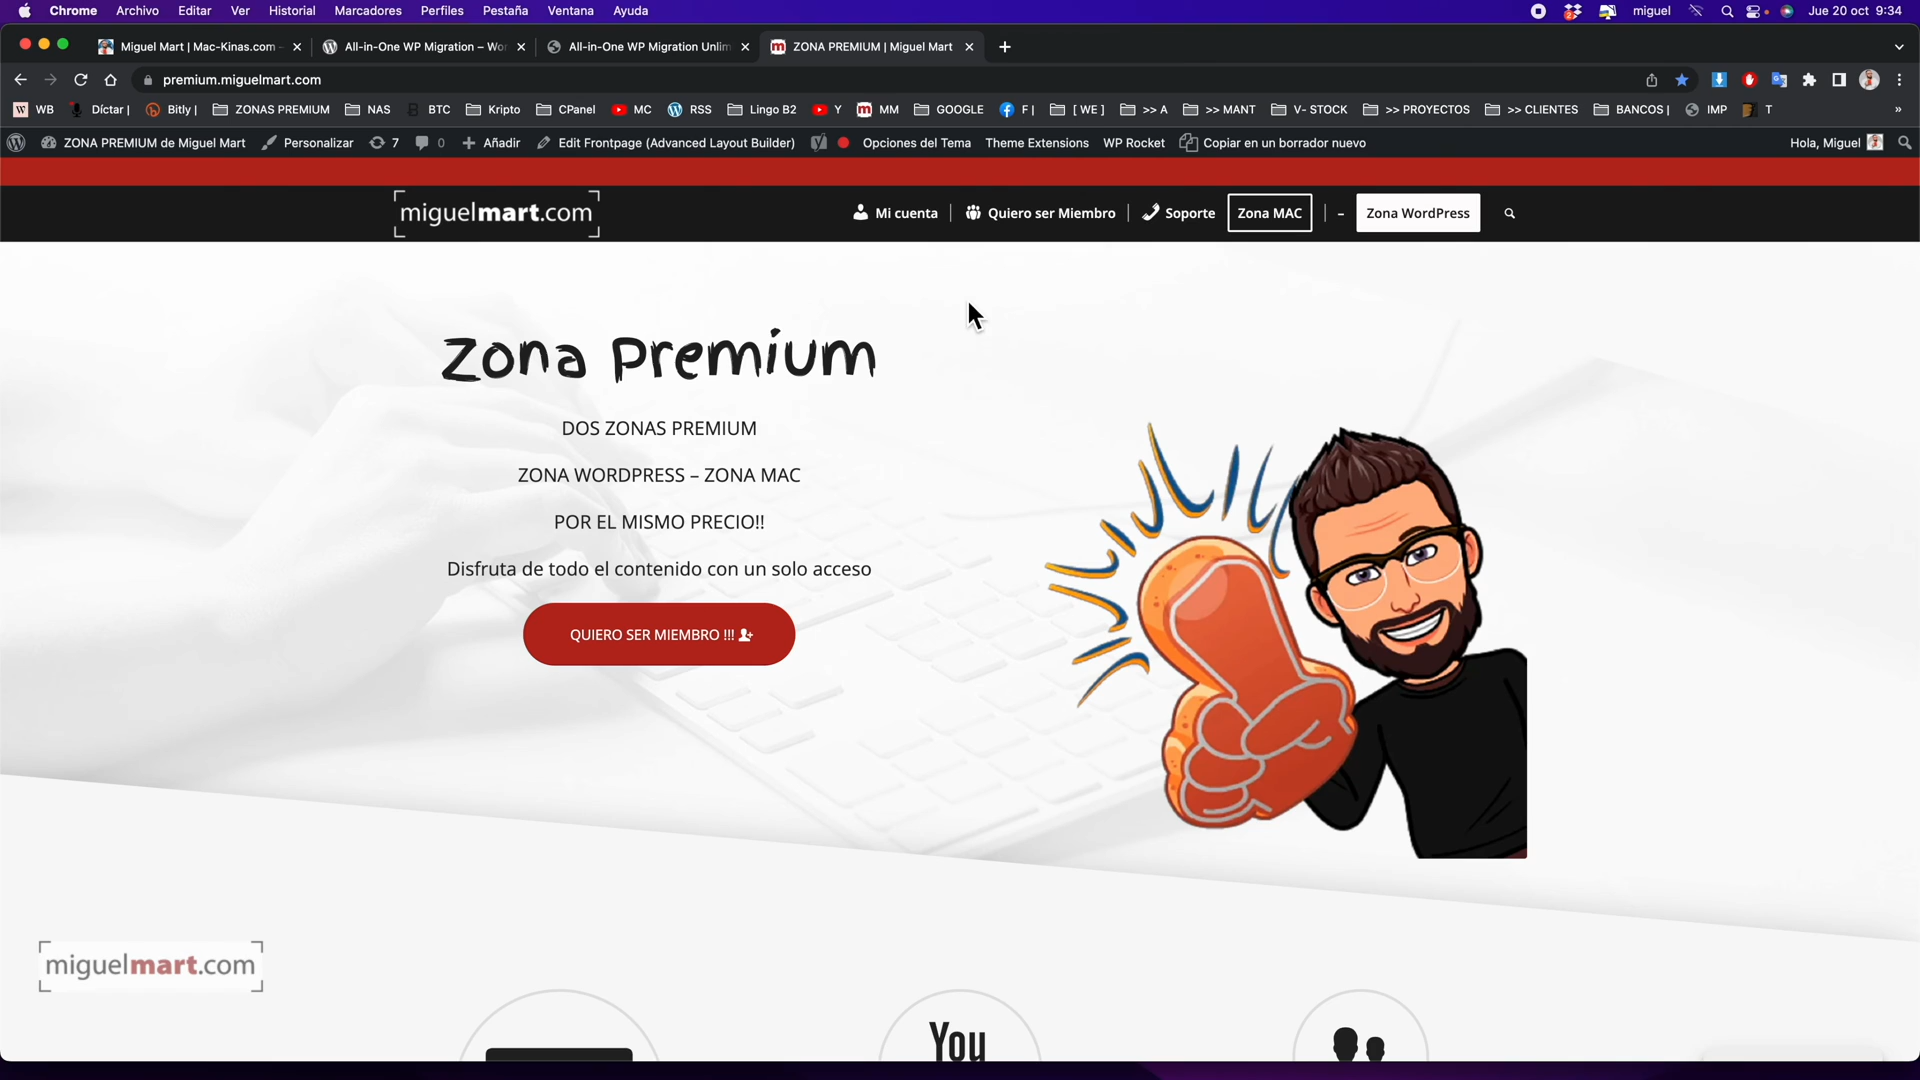 Chrome Archivo Editar Ver Historial Marcadores Perfiles Pestaña Ventana Ayuda miguel Jue 20 oct 9:34
Miguel Mart | Mac-Kinas.com - All-in-One WP Migration – Wor All-in-One WP Migration Unlim ZONA PREMIUM | Miguel Mart
premium.miguelmart.com
WB Díctar | Bitly | ZONAS PREMIUM NAS BTC Kripto CPanel MC RSS Lingo B2 Y MM GOOGLE F | [ WE ] >> A >> MANT V- STOCK >> PROYECTOS >> CLIENTES BANCOS | IMP T »
ZONA PREMIUM de Miguel Mart Personalizar 7 0 Añadir Edit Frontpage (Advanced Layout Builder) Opciones del Tema Theme Extensions WP Rocket Copiar en un borrador nuevo Hola, Miguel
miguelmart.com Mi cuenta Quiero ser Miembro Soporte Zona MAC – Zona WordPress
Zona Premium
DOS ZONAS PREMIUM
ZONA WORDPRESS – ZONA MAC
POR EL MISMO PRECIO!!
Disfruta de todo el contenido con un solo acceso
QUIERO SER MIEMBRO !!!
miguelmart.com
You